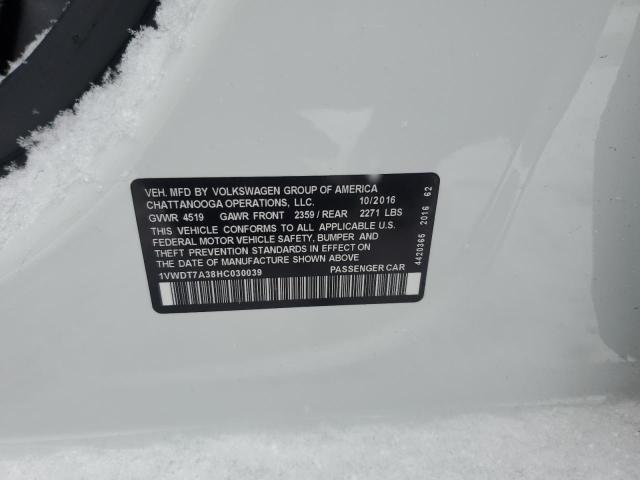 VEH. MFD BY VOLKSWAGEN GROUP OF AMERICA
CHATTANOOGA OPERATIONS, LLC. 10/2016
GVWR 4519 GAWR FRONT 2359 / REAR 2271 LBS
THIS VEHICLE CONFORMS TO ALL APPLICABLE U.S.
FEDERAL MOTOR VEHICLE SAFETY, BUMPER AND
THEFT PREVENTION STANDARDS IN EFFECT ON
THE DATE OF MANUFACTURE SHOWN ABOVE
1VWDT7A38HC030039 PASSENGER CAR
4420365 2016 62